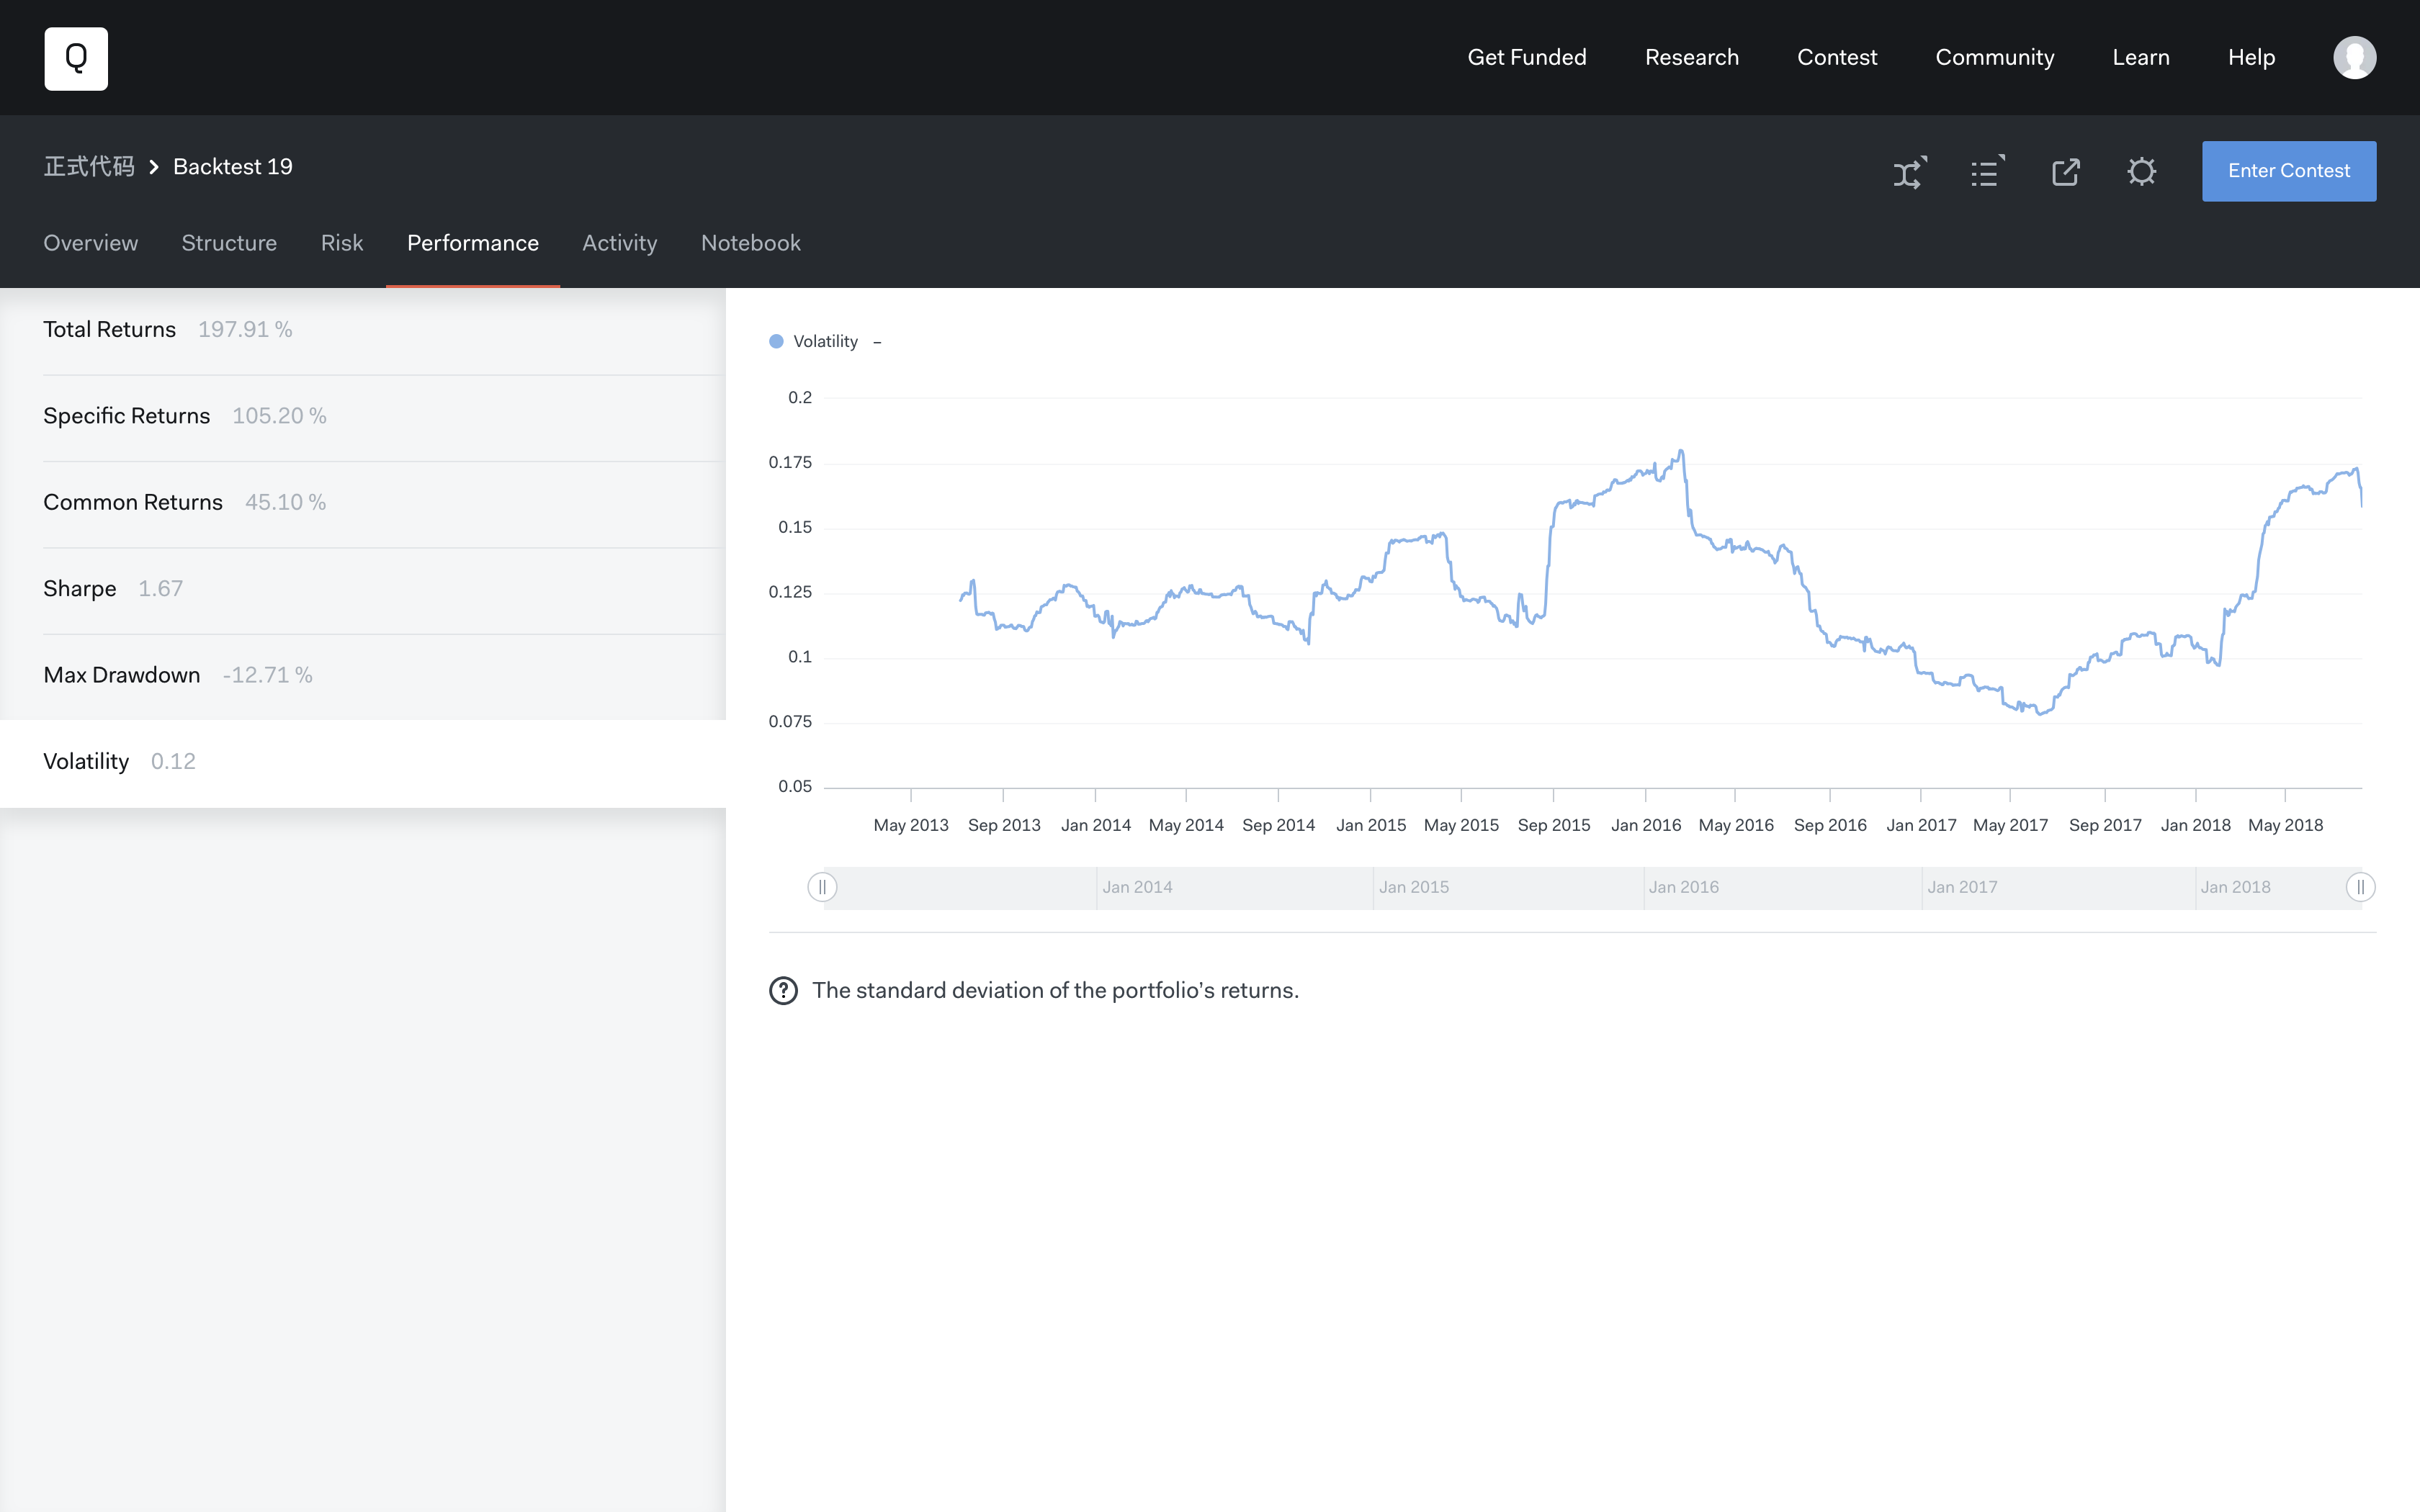 Q
Get Funded Research Contest Community Learn Help
正式代码 Backtest 19
Enter Contest
Overview Structure Risk Performance Activity Notebook
Total Returns 197.91 %
Specific Returns 105.20 %
Common Returns 45.10 %
Sharpe 1.67
Max Drawdown -12.71 %
Volatility 0.12
Volatility –
0.2
0.175
0.15
0.125
0.1
0.075
0.05
May 2013 Sep 2013 Jan 2014 May 2014 Sep 2014 Jan 2015 May 2015 Sep 2015 Jan 2016 May 2016 Sep 2016 Jan 2017 May 2017 Sep 2017 Jan 2018 May 2018
Jan 2014 Jan 2015 Jan 2016 Jan 2017 Jan 2018
? The standard deviation of the portfolio’s returns.